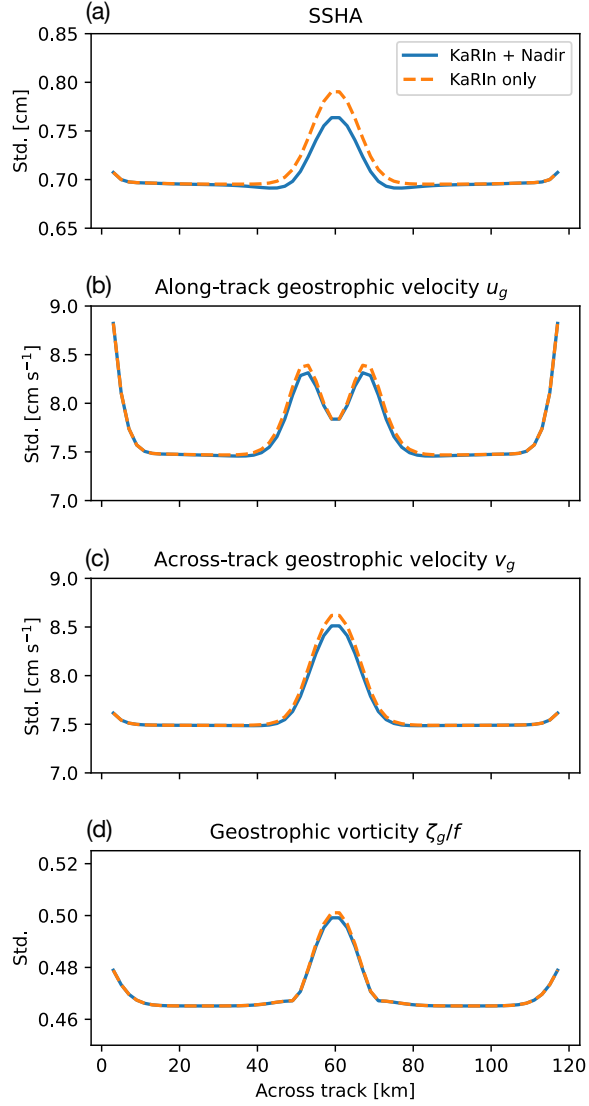 (a)
SSHA
0.85
0.80
0.75
0.70
0.65
Std. [cm]
KaRIn + Nadir
KaRIn only
(b)
Along-track geostrophic velocity u_g
9.0
8.5
8.0
7.5
7.0
Std. [cm s⁻¹]
(c)
Across-track geostrophic velocity v_g
9.0
8.5
8.0
7.5
7.0
Std. [cm s⁻¹]
(d)
Geostrophic vorticity ζ_g/f
0.52
0.50
0.48
0.46
Std.
0 20 40 60 80 100 120
Across track [km]